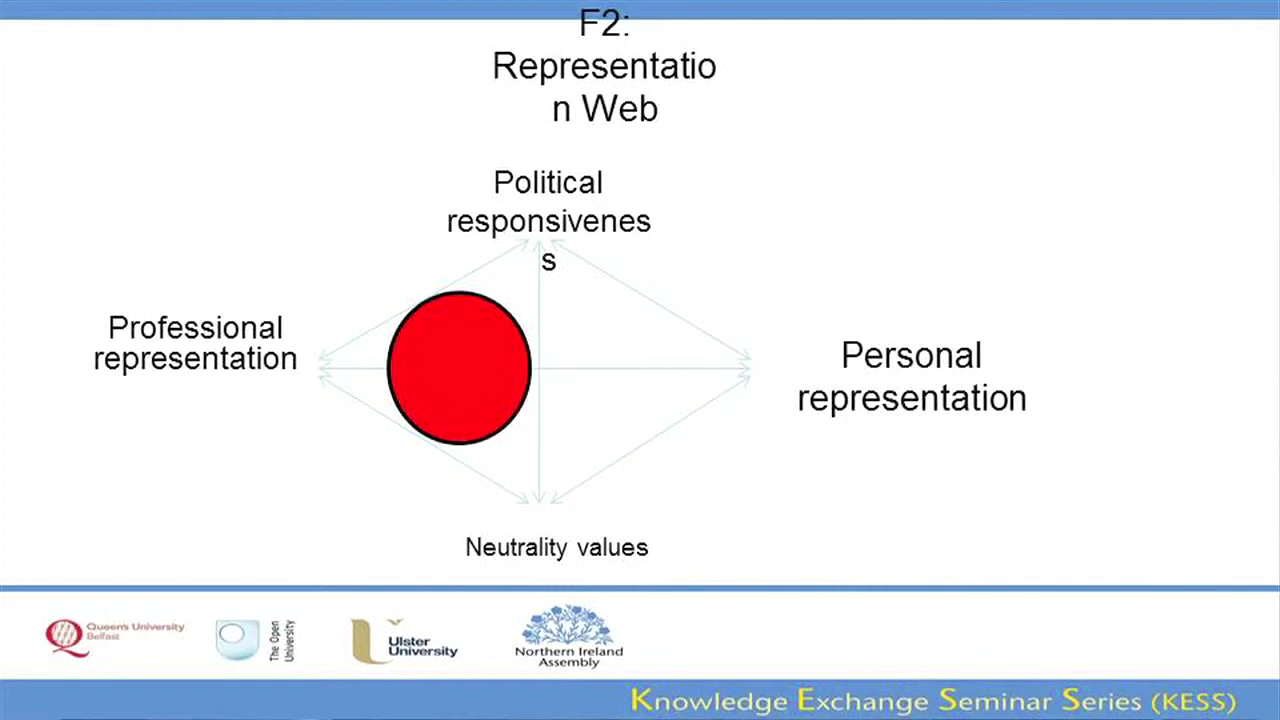 F2:
Representatio
n Web
Political
responsivenes
s
Professional
representation
Personal
representation
Neutrality values
Queen's University
Belfast
The Open
University
Ulster
University
Northern Ireland
Assembly
Knowledge Exchange Seminar Series (KESS)